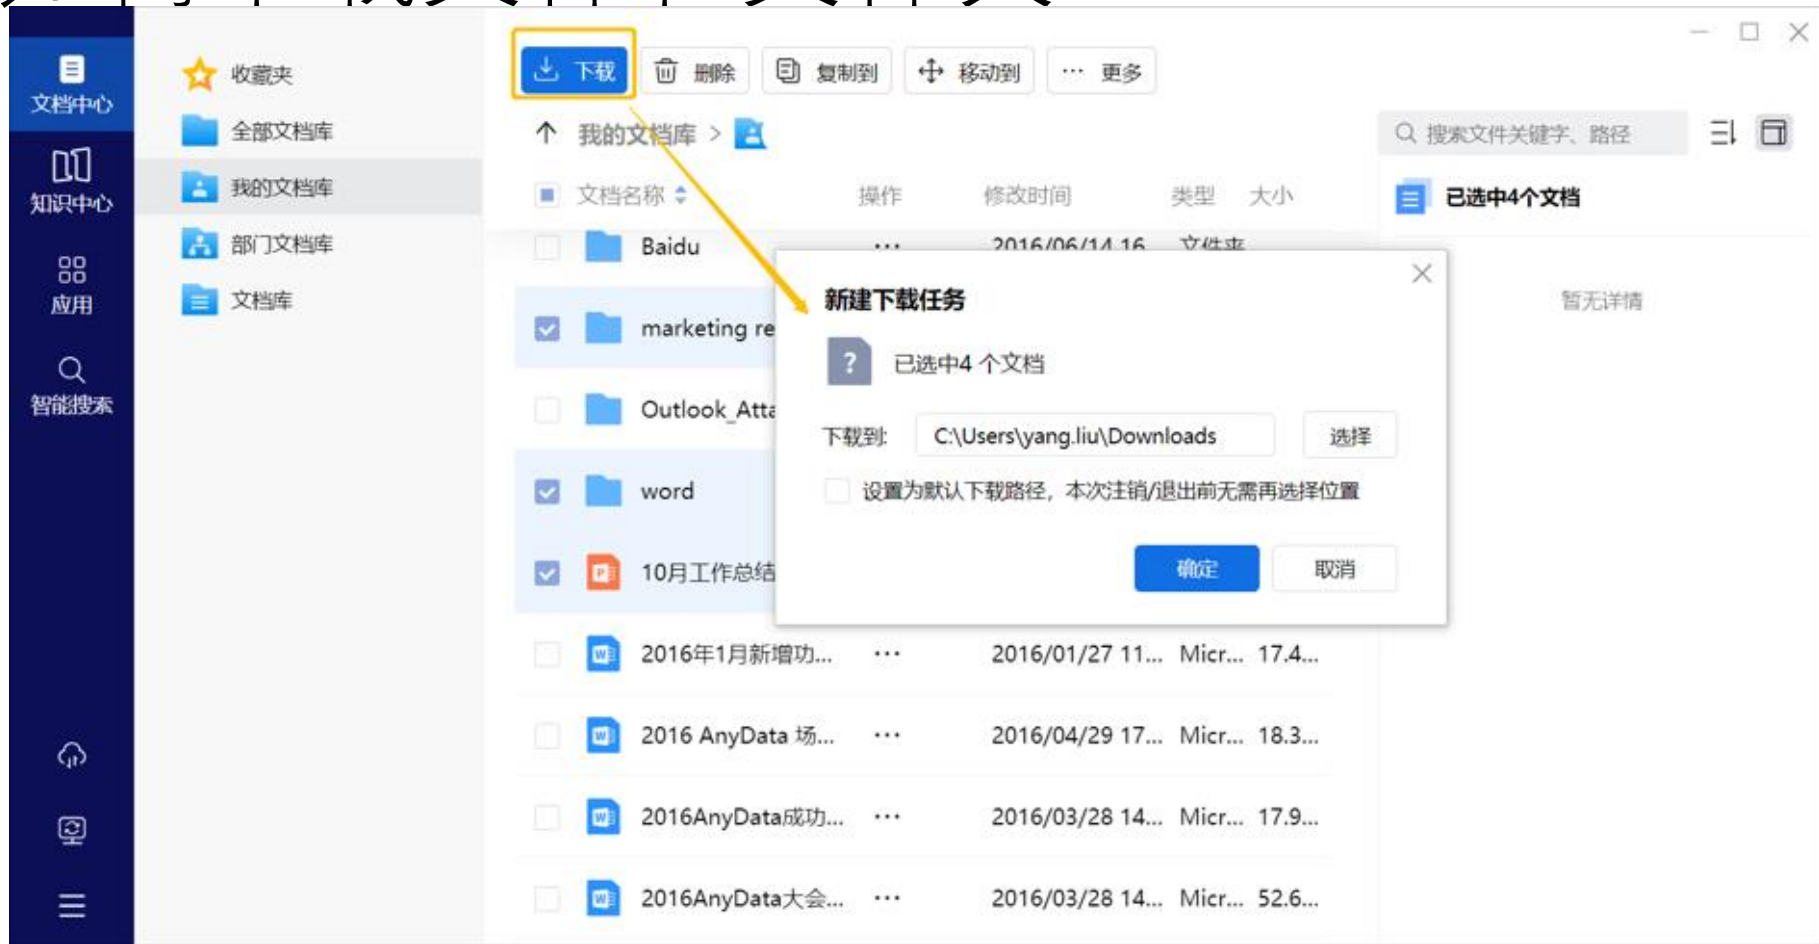 下载
删除
复制到
移动到
··· 更多
文档中心
知识中心
应用
智能搜索
收藏夹
全部文档库
我的文档库
部门文档库
文档库
我的文档库 >
搜索文件关键字、路径
文档名称 操作 修改时间 类型 大小
已选中4个文档
暂无详情
Baidu ··· 2016/06/14 16 文件夹
marketing re
Outlook_Atta
word
10月工作总结
新建下载任务
? 已选中4 个文档
下载到: C:\Users\yang.liu\Downloads 选择
设置为默认下载路径，本次注销/退出前无需再选择位置
确定 取消
2016年1月新增功... ··· 2016/01/27 11... Micr... 17.4...
2016 AnyData 场... ··· 2016/04/29 17... Micr... 18.3...
2016AnyData成功... ··· 2016/03/28 14... Micr... 17.9...
2016AnyData大会... ··· 2016/03/28 14... Micr... 52.6...